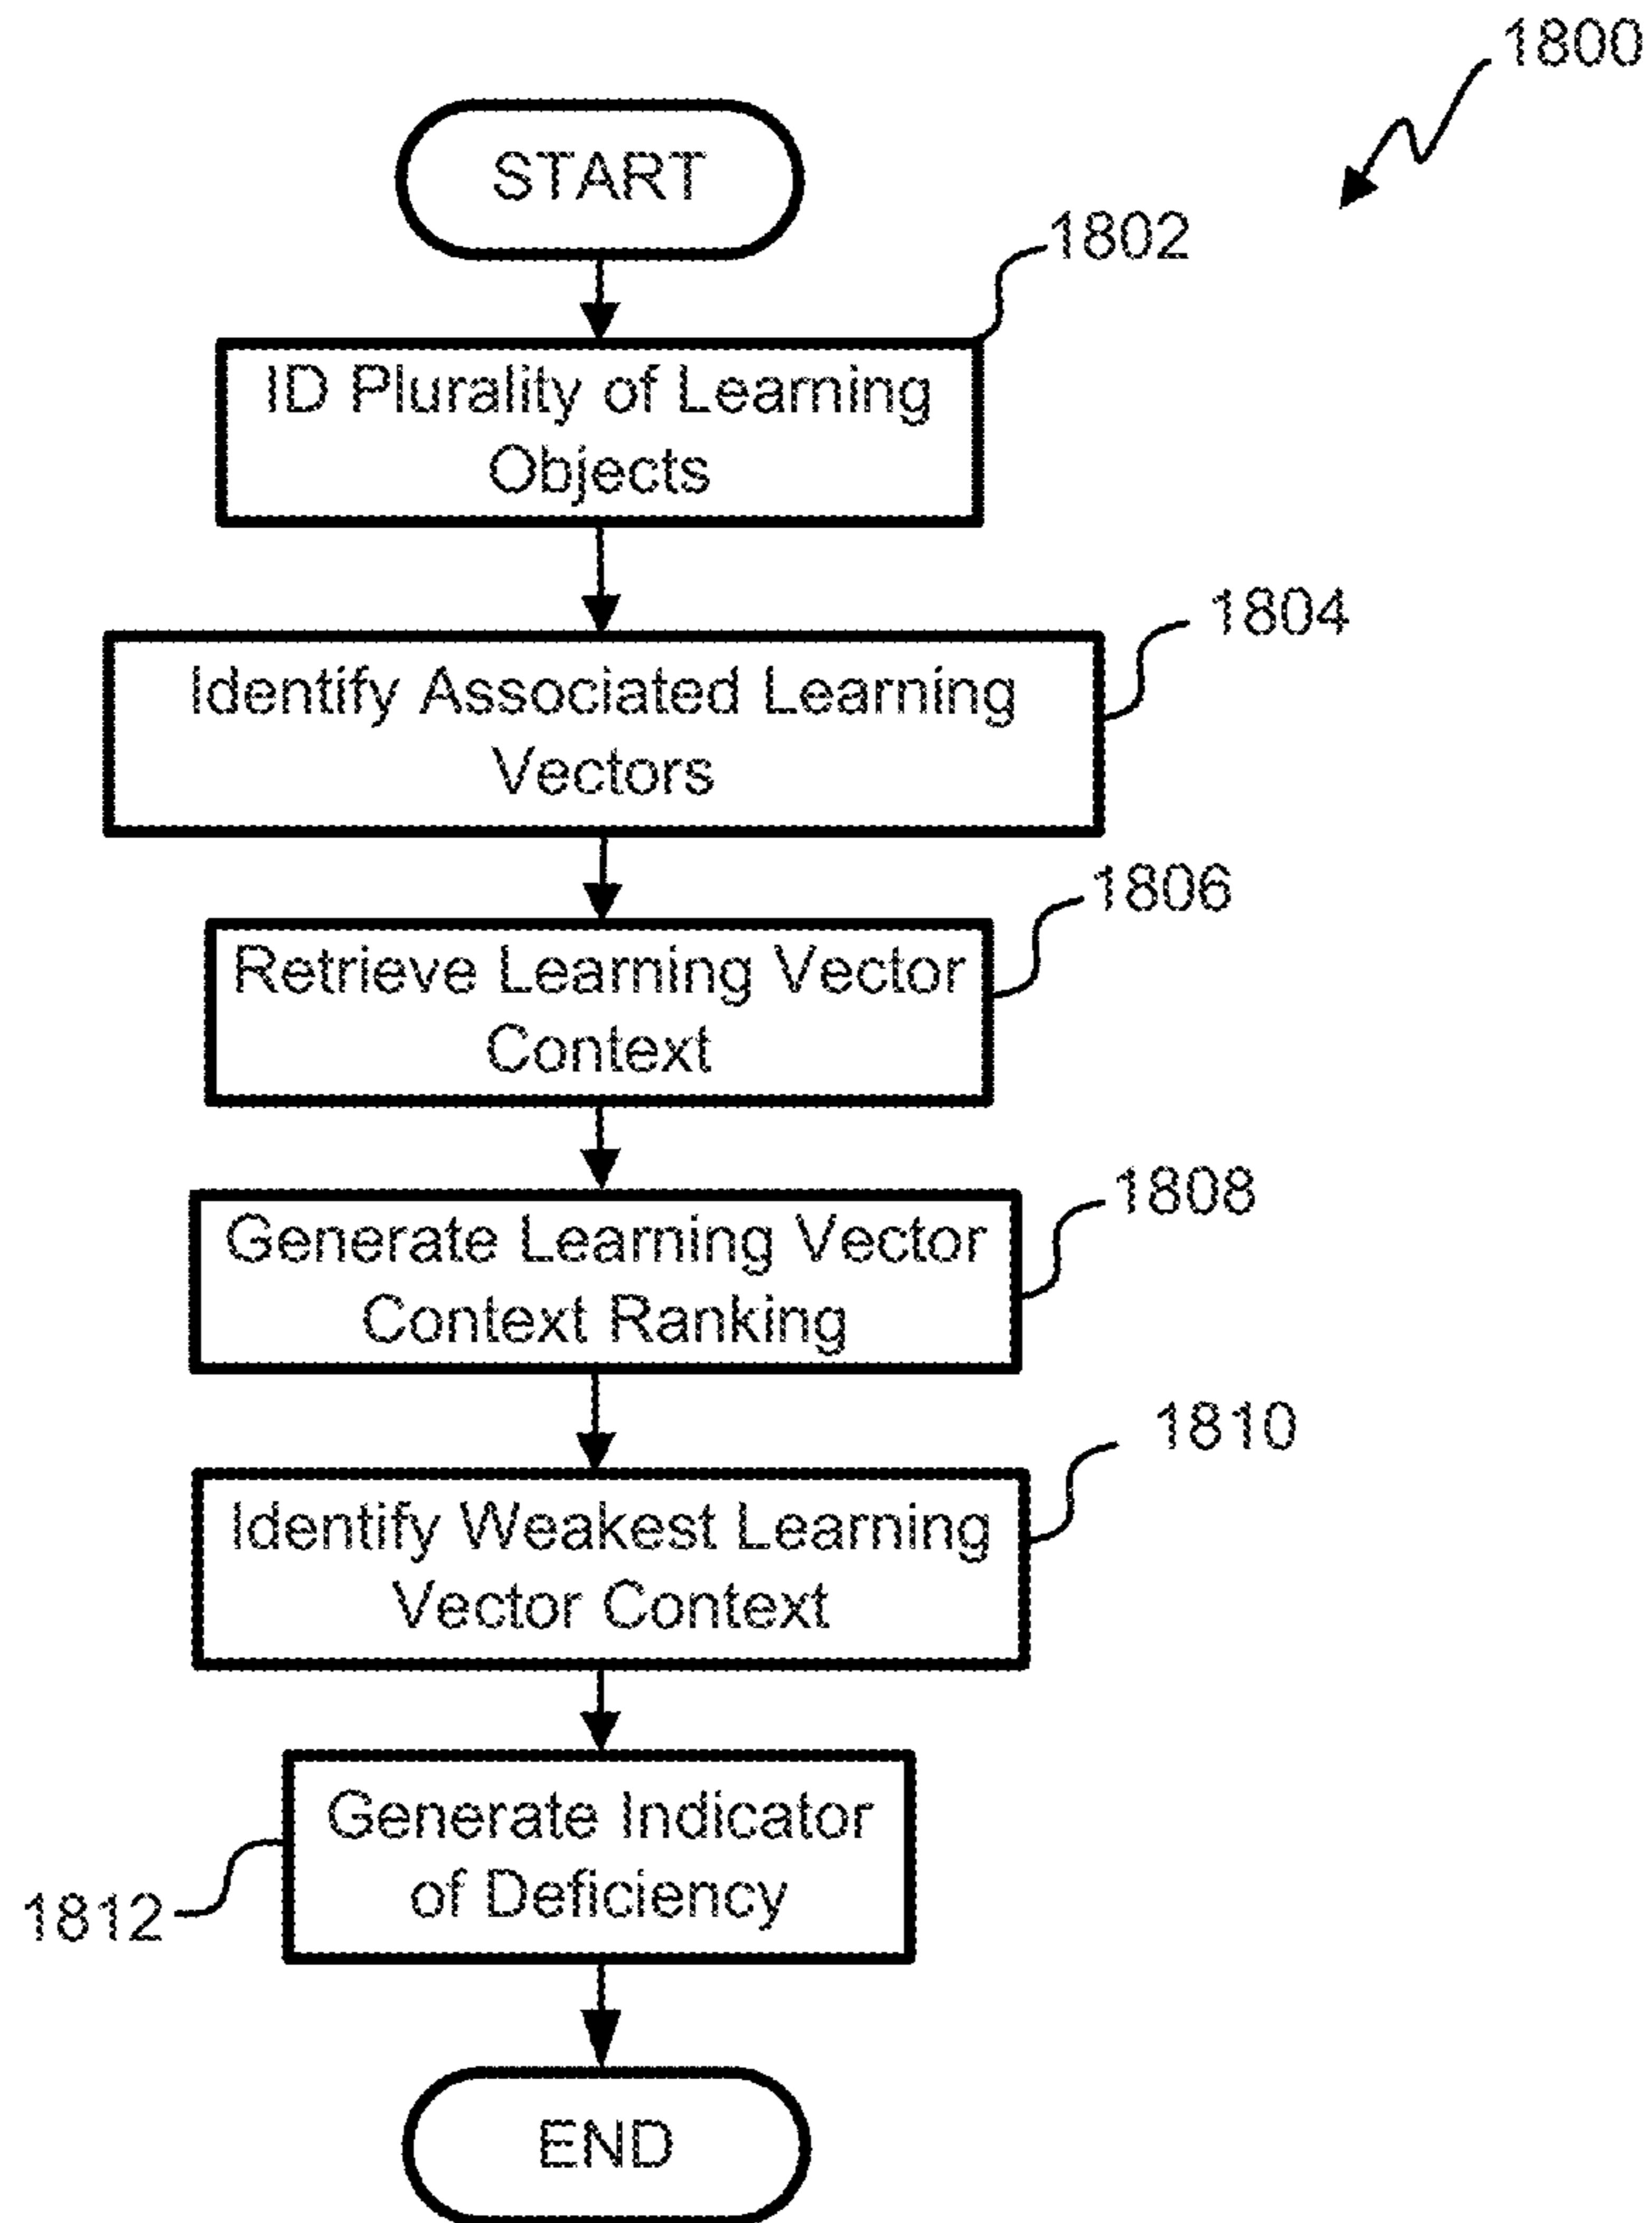 1800
START
1802
ID Plurality of Learning
Objects
1804
Identify Associated Learning
Vectors
1806
Retrieve Learning Vector
Context
1808
Generate Learning Vector
Context Ranking
1810
Identify Weakest Learning
Vector Context
Generate Indicator
of Deficiency
1812
END